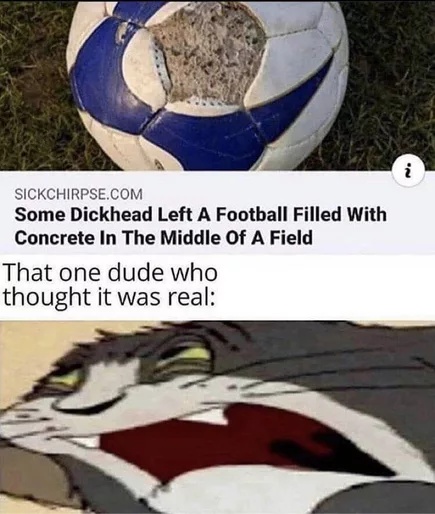 SICKCHIRPSE.COM
Some Dickhead Left A Football Filled With
Concrete In The Middle Of A Field
That one dude who
thought it was real: